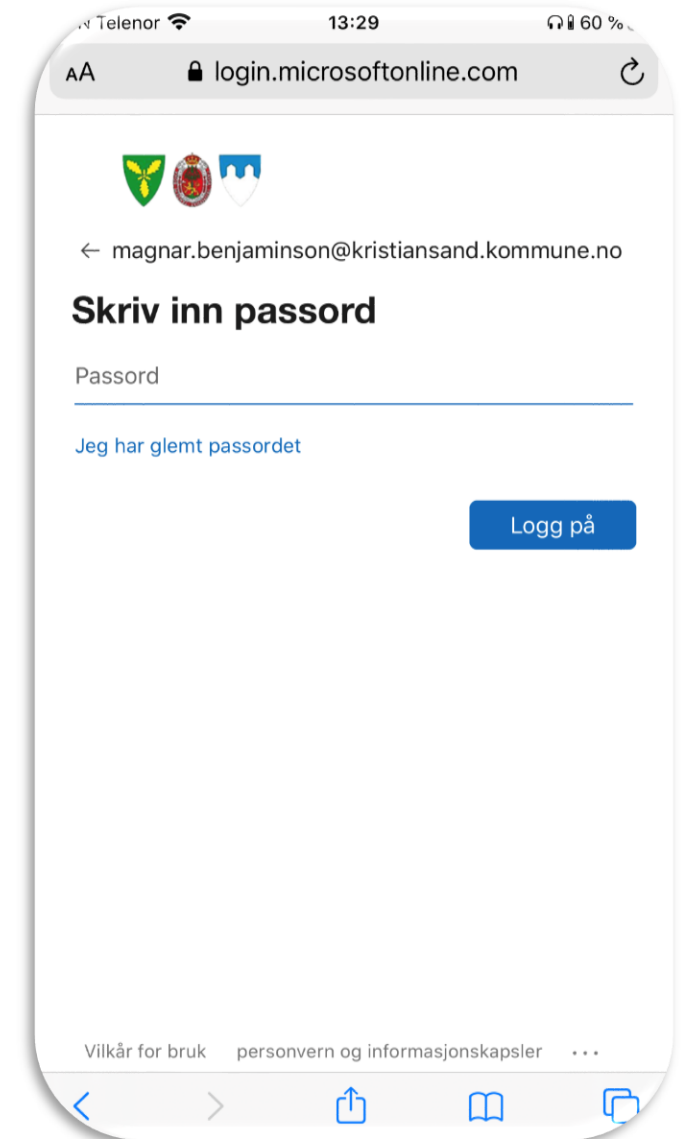 Telenor 13:29 60 %
AA login.microsoftonline.com
← magnar.benjaminson@kristiansand.kommune.no
Skriv inn passord
Passord
Jeg har glemt passordet
Logg på
Vilkår for bruk personvern og informasjonskapsler ...